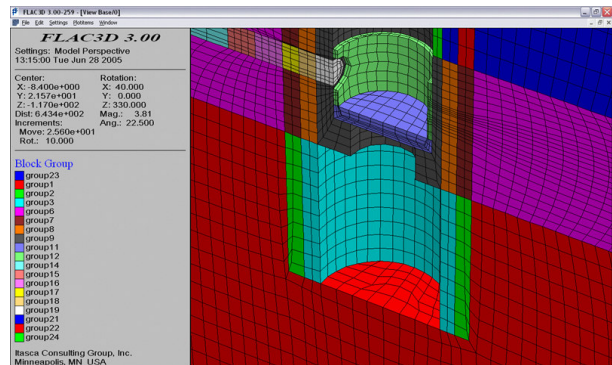 FLAC3D 3.00-259 - [View Base/0]
File Edit Settings Plotitems Window
FLAC3D 3.00
Settings: Model Perspective
13:15:00 Tue Jun 28 2005
Center: Rotation:
X: -8.400e+000 X: 40.000
Y: 2.157e+001 Y: 0.000
Z: -1.170e+002 Z: 330.000
Dist: 6.434e+002 Mag.: 3.81
Increments: Ang.: 22.500
Move: 2.560e+001
Rot.: 10.000
Block Group
group23
group1
group2
group3
group6
group7
group8
group9
group11
group12
group14
group15
group16
group17
group18
group19
group21
group22
group24
Itasca Consulting Group, Inc.
Minneapolis, MN USA